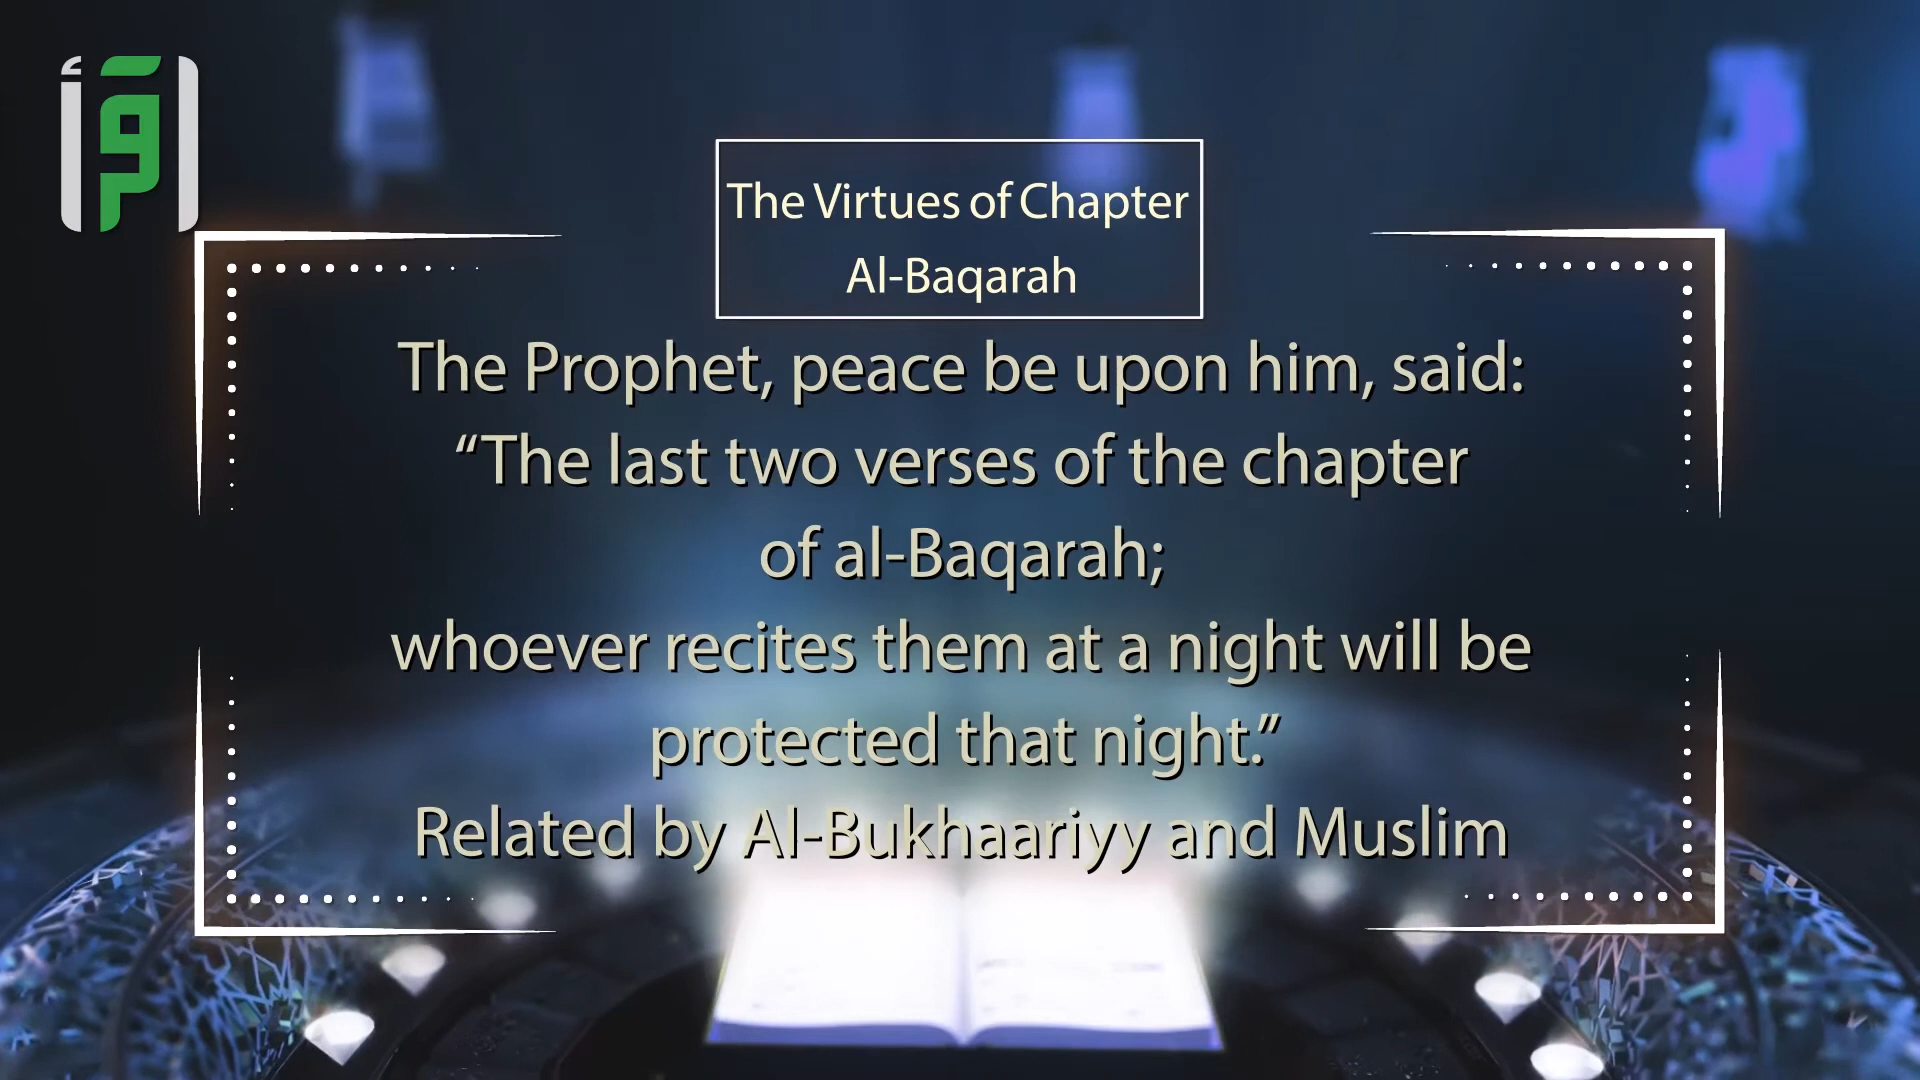 اقرأ
The Virtues of Chapter
Al-Baqarah
The Prophet, peace be upon him, said:
“The last two verses of the chapter
of al-Baqarah;
whoever recites them at a night will be
protected that night.”
Related by Al-Bukhaariyy and Muslim